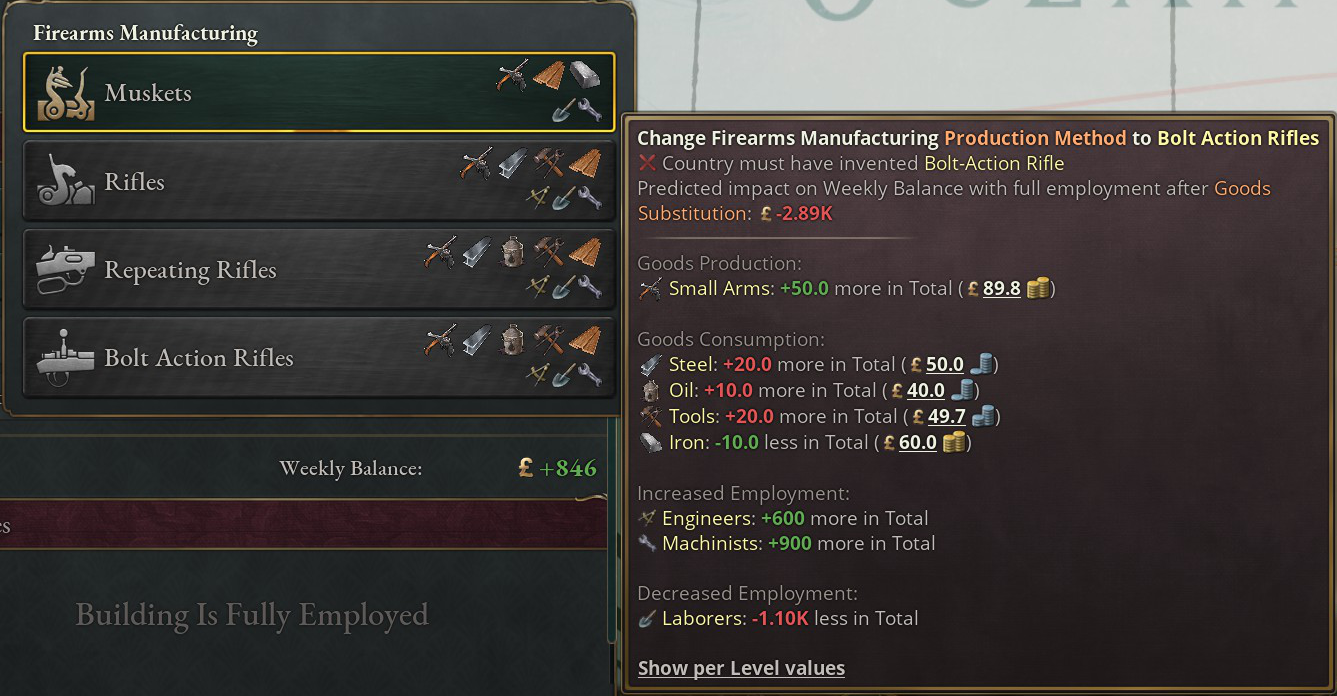 Firearms Manufacturing
Muskets
Rifles
Repeating Rifles
Bolt Action Rifles
Weekly Balance: £ +846
es
Building Is Fully Employed
Change Firearms Manufacturing Production Method to Bolt Action Rifles
Country must have invented Bolt-Action Rifle
Predicted impact on Weekly Balance with full employment after Goods
Substitution: £ -2.89K
Goods Production:
Small Arms: +50.0 more in Total (£ 89.8)
Goods Consumption:
Steel: +20.0 more in Total (£ 50.0)
Oil: +10.0 more in Total (£ 40.0)
Tools: +20.0 more in Total (£ 49.7)
Iron: -10.0 less in Total (£ 60.0)
Increased Employment:
Engineers: +600 more in Total
Machinists: +900 more in Total
Decreased Employment:
Laborers: -1.10K less in Total
Show per Level values